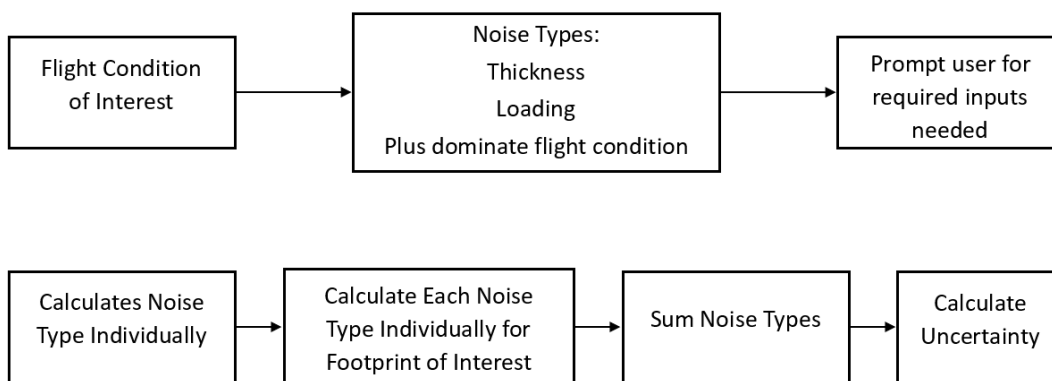 Flight Condition
of Interest
Noise Types:
Thickness
Loading
Plus dominate flight condition
Prompt user for
required inputs
needed
Calculates Noise
Type Individually
Calculate Each Noise
Type Individually for
Footprint of Interest
Sum Noise Types
Calculate
Uncertainty